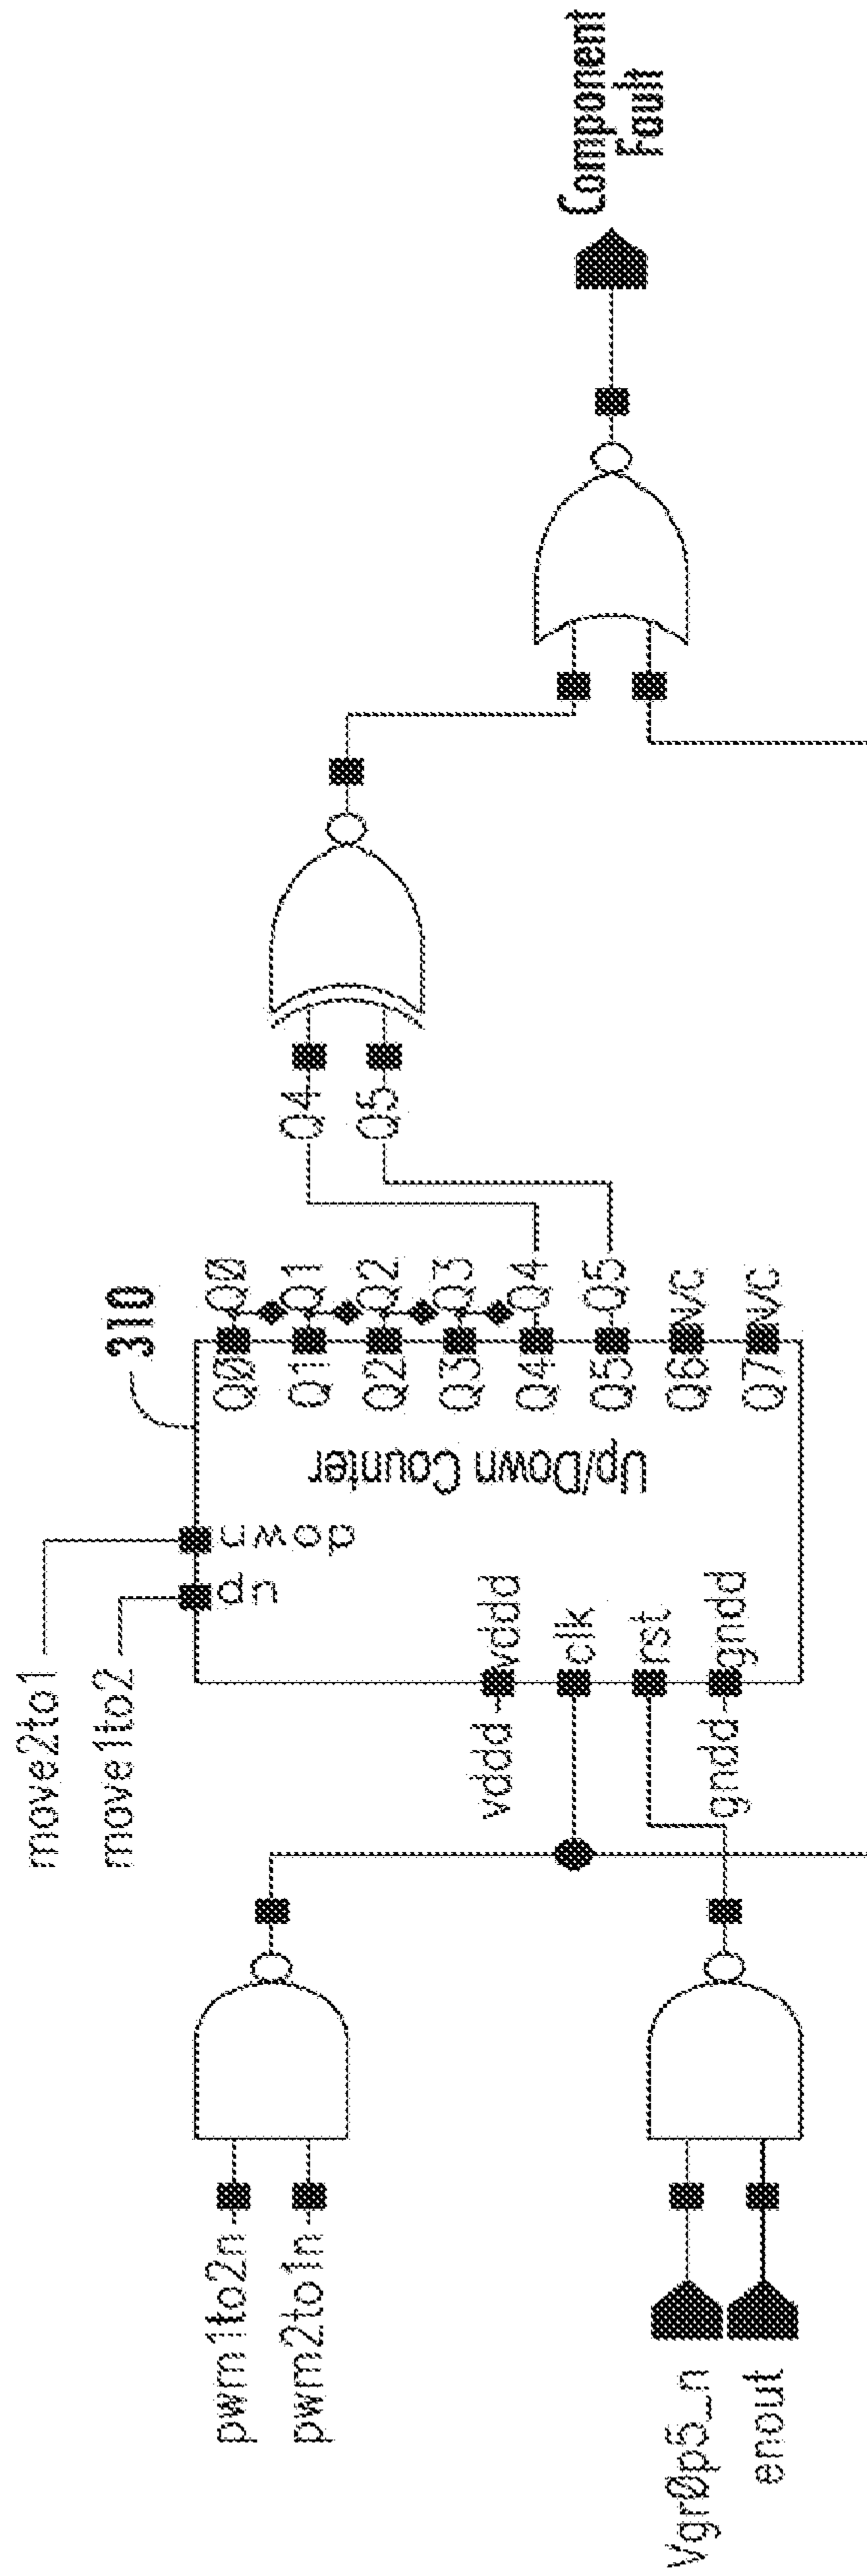 move2to1
move1to2
310
up
down
Up/Down Counter
vddd
vddd
clk
rst
gndd
gndd
Q0
Q0
Q1
Q1
Q2
Q2
Q3
Q3
Q4
Q4
Q5
Q5
Q6
N/C
Q7
N/C
Q4
Q5
pwm1to2n
pwm2to1n
Vgr0p5_n
enout
Component
Fault